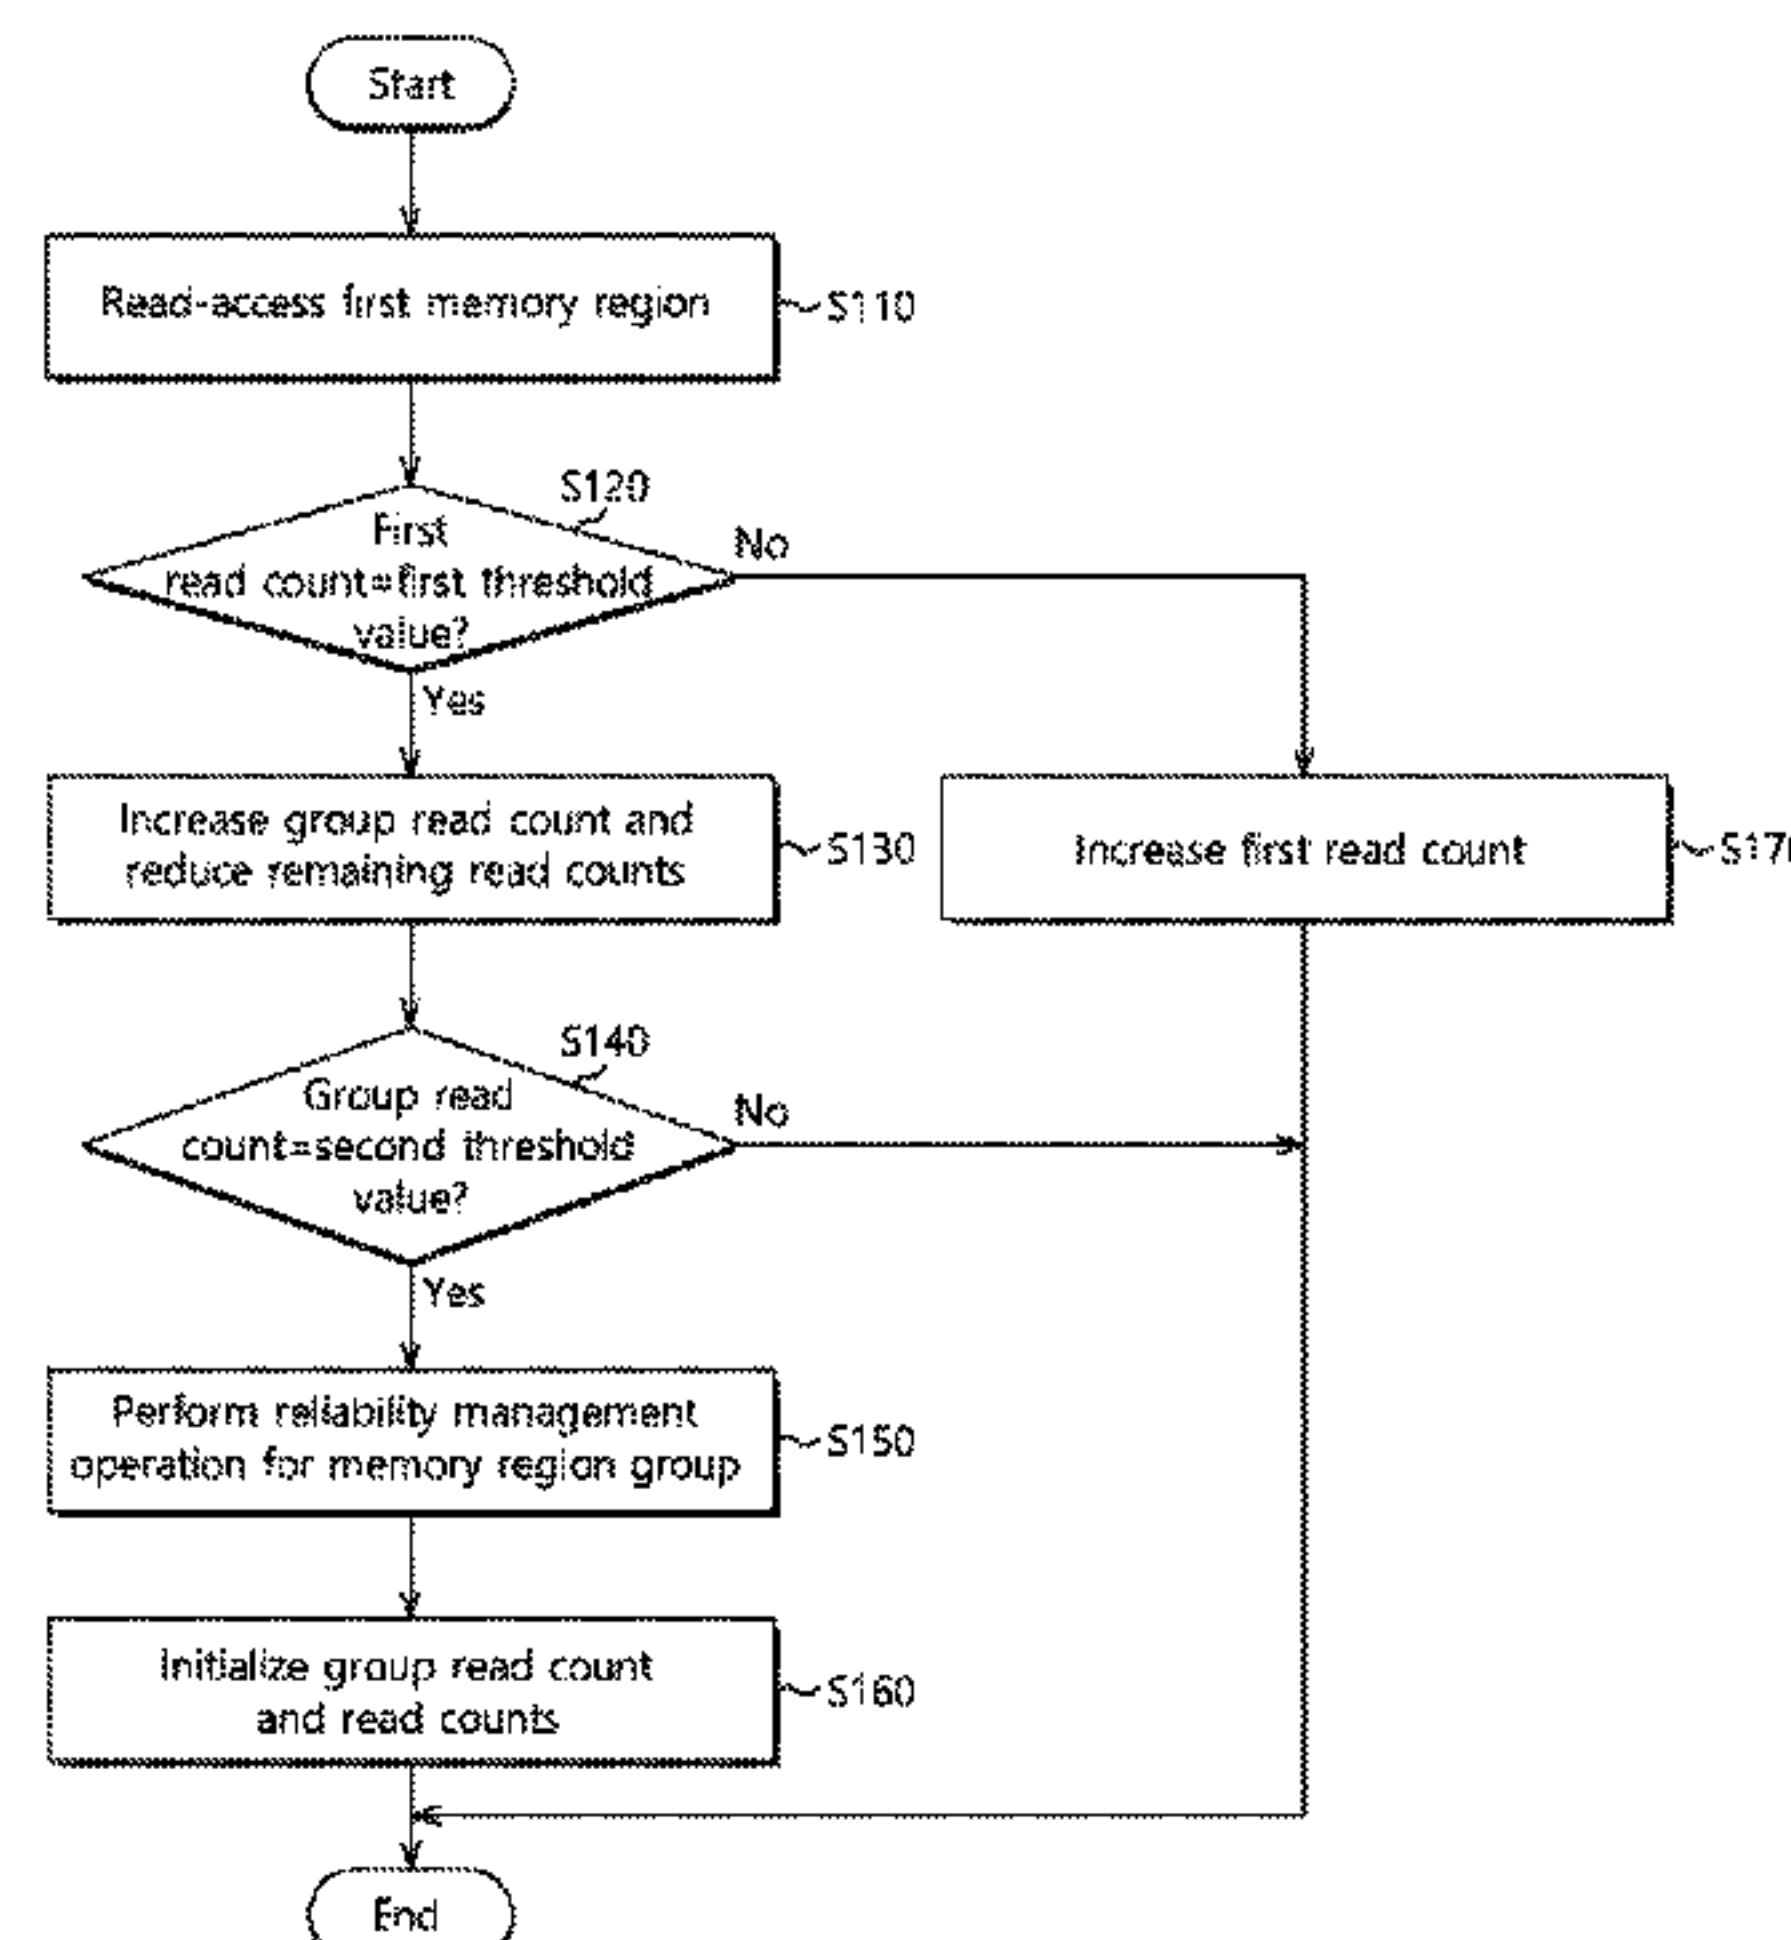 Start
Read-access first memory region
S110
S120
First
read count=first threshold
value?
No
Yes
Increase group read count and
reduce remaining read counts
S130
Increase first read count
S170
S140
Group read
count=second threshold
value?
No
Yes
Perform reliability management
operation for memory region group
S150
Initialize group read count
and read counts
S160
End